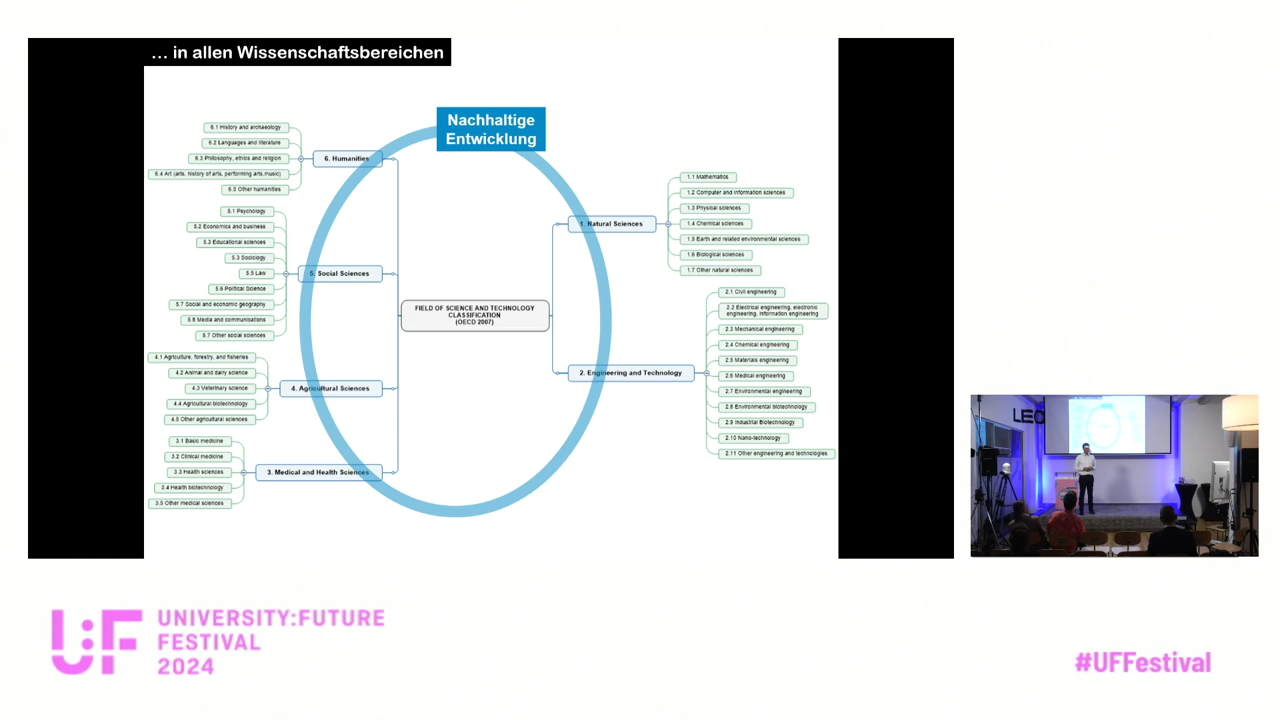 … in allen Wissenschaftsbereichen
Nachhaltige
Entwicklung
6.1 History and archaeology
6.2 Languages and literature
6.3 Philosophy, ethics and religion
6.4 Art (arts, history of arts, performing arts,music)
6.5 Other humanities
6. Humanities
5.1 Psychology
5.2 Economics and business
5.3 Educational sciences
5.3 Sociology
5.5 Law
5.6 Political Science
5.7 Social and economic geography
5.8 Media and communications
5.7 Other social sciences
5. Social Sciences
4.1 Agriculture, forestry, and fisheries
4.2 Animal and dairy science
4.3 Veterinary science
4.4 Agricultural biotechnology
4.5 Other agricultural sciences
4. Agricultural Sciences
3.1 Basic medicine
3.2 Clinical medicine
3.3 Health sciences
3.4 Health biotechnology
3.5 Other medical sciences
3. Medical and Health Sciences
FIELD OF SCIENCE AND TECHNOLOGY
CLASSIFICATION
(OECD 2007)
1. Natural Sciences
1.1 Mathematics
1.2 Computer and information sciences
1.3 Physical sciences
1.4 Chemical sciences
1.5 Earth and related environmental sciences
1.6 Biological sciences
1.7 Other natural sciences
2. Engineering and Technology
2.1 Civil engineering
2.2 Electrical engineering, electronic
engineering, information engineering
2.3 Mechanical engineering
2.4 Chemical engineering
2.5 Materials engineering
2.6 Medical engineering
2.7 Environmental engineering
2.8 Environmental biotechnology
2.9 Industrial Biotechnology
2.10 Nano-technology
2.11 Other engineering and technologies
LEO
U:F
UNIVERSITY:FUTURE
FESTIVAL
2024
#UFFestival